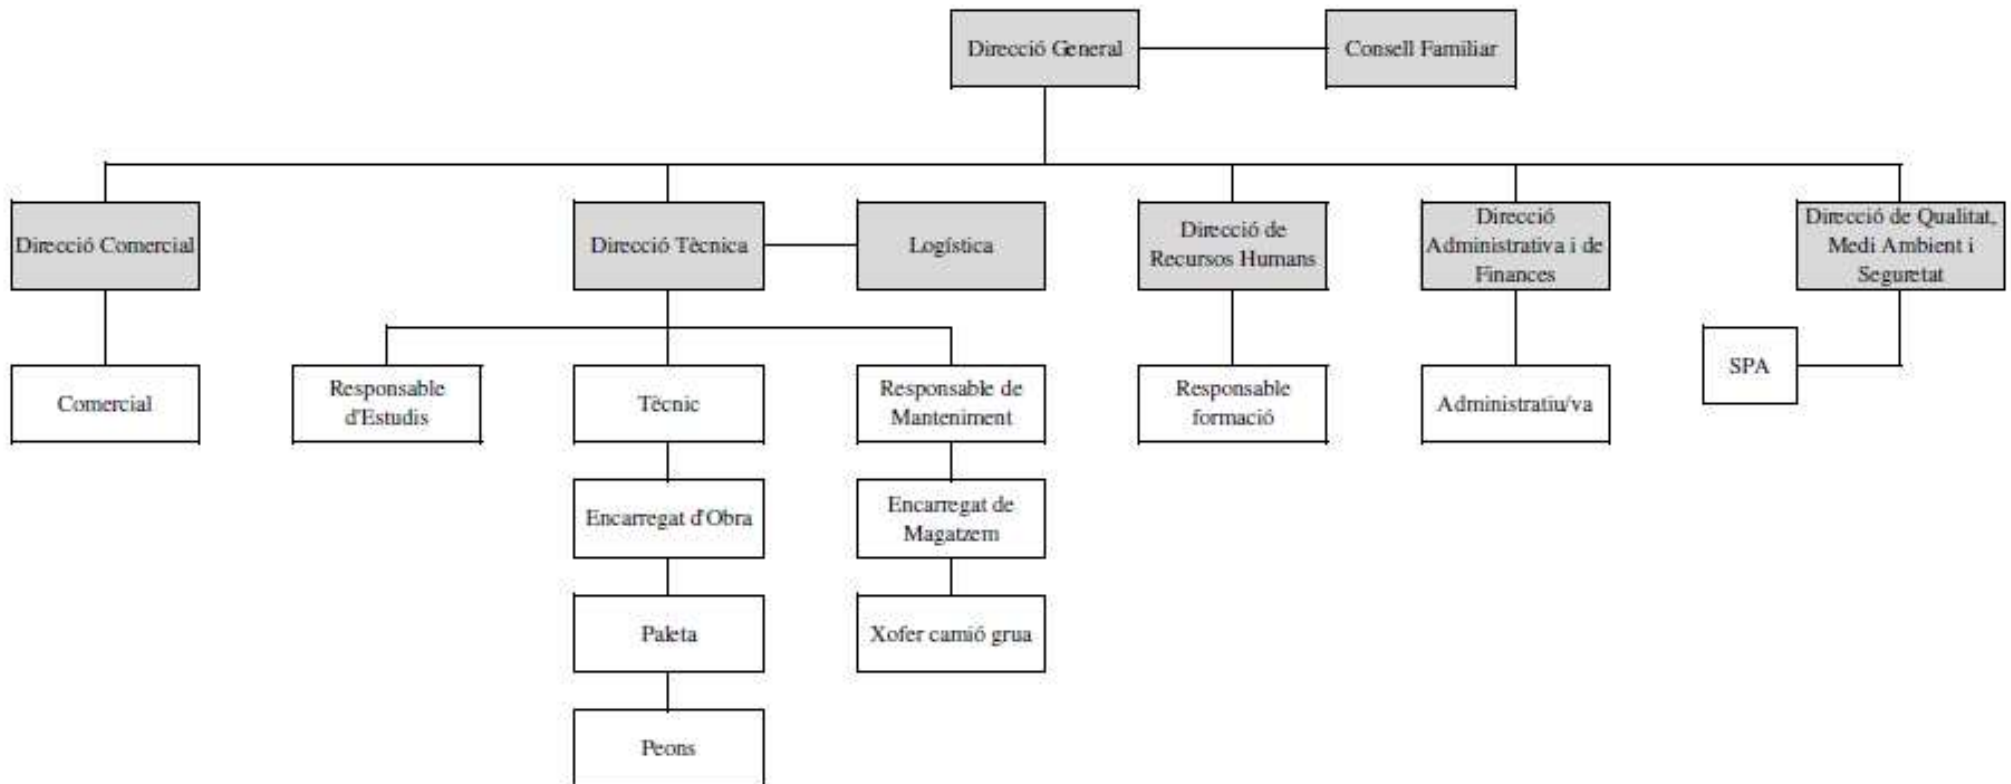 Direcció General
Consell Familiar
Direcció Comercial
Direcció Tècnica
Logística
Direcció de
Recursos Humans
Direcció
Administrativa i de
Finances
Direcció de Qualitat,
Medi Ambient i
Seguretat
Comercial
Responsable
d'Estudis
Tècnic
Responsable de
Manteniment
Responsable
formació
Administratiu/va
SPA
Encarregat d'Obra
Encarregat de
Magatzem
Paleta
Xofer camió grua
Peons